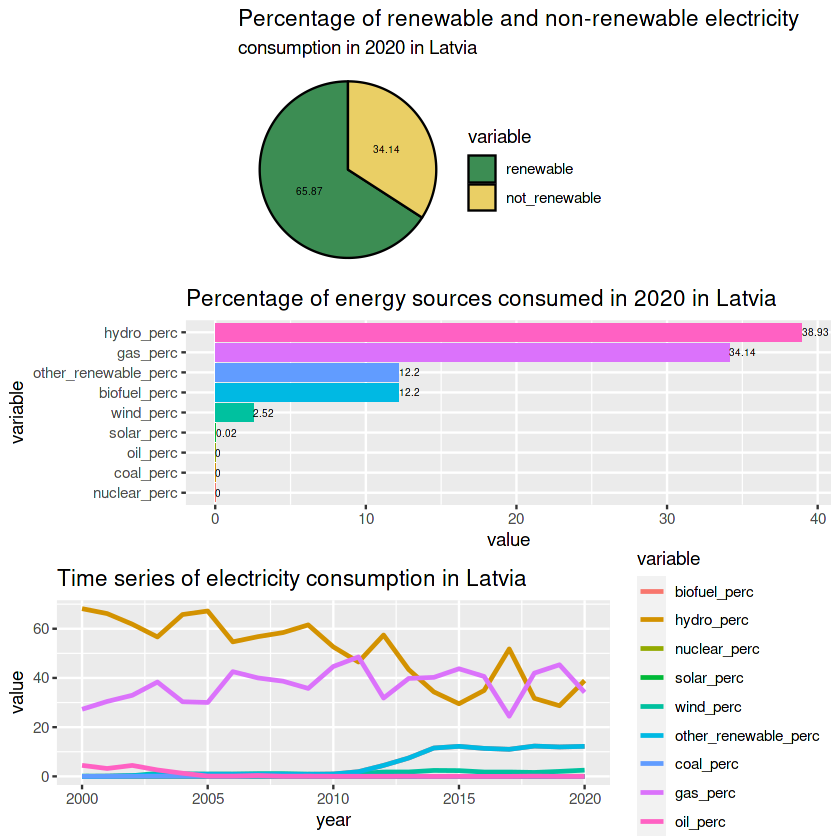 Percentage of renewable and non-renewable electricity
consumption in 2020 in Latvia
34.14
65.87
variable
renewable
not_renewable
Percentage of energy sources consumed in 2020 in Latvia
variable
hydro_perc
38.93
gas_perc
34.14
other_renewable_perc
12.2
biofuel_perc
12.2
wind_perc
2.52
solar_perc
0.02
oil_perc
0
coal_perc
0
nuclear_perc
0
0 10 20 30 40
value
Time series of electricity consumption in Latvia
value
60
40
20
0
2000 2005 2010 2015 2020
year
variable
biofuel_perc
hydro_perc
nuclear_perc
solar_perc
wind_perc
other_renewable_perc
coal_perc
gas_perc
oil_perc